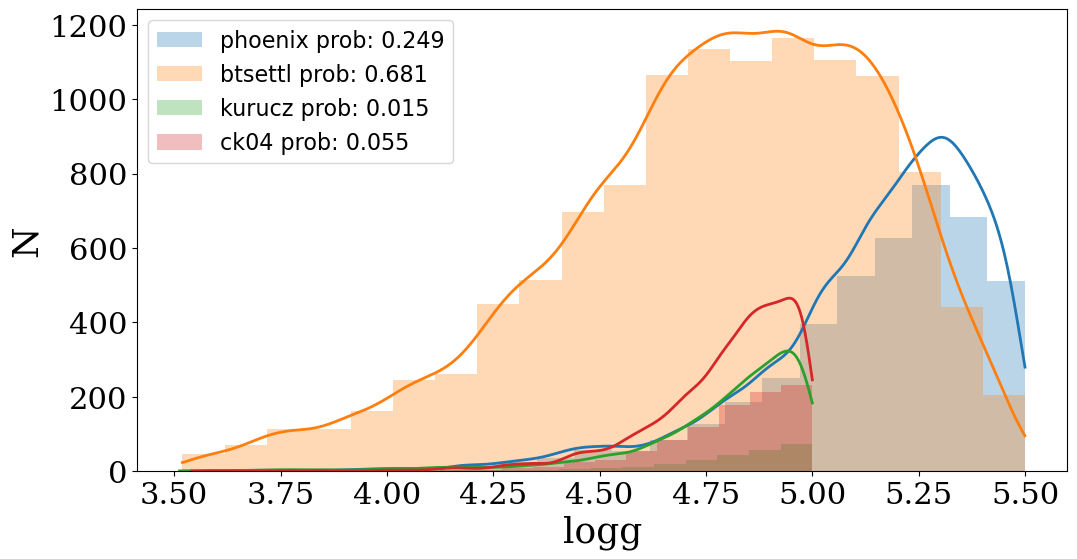 1200
1000
800
600
400
200
0
N
phoenix prob: 0.249
btsettl prob: 0.681
kurucz prob: 0.015
ck04 prob: 0.055
3.50 3.75 4.00 4.25 4.50 4.75 5.00 5.25 5.50
logg